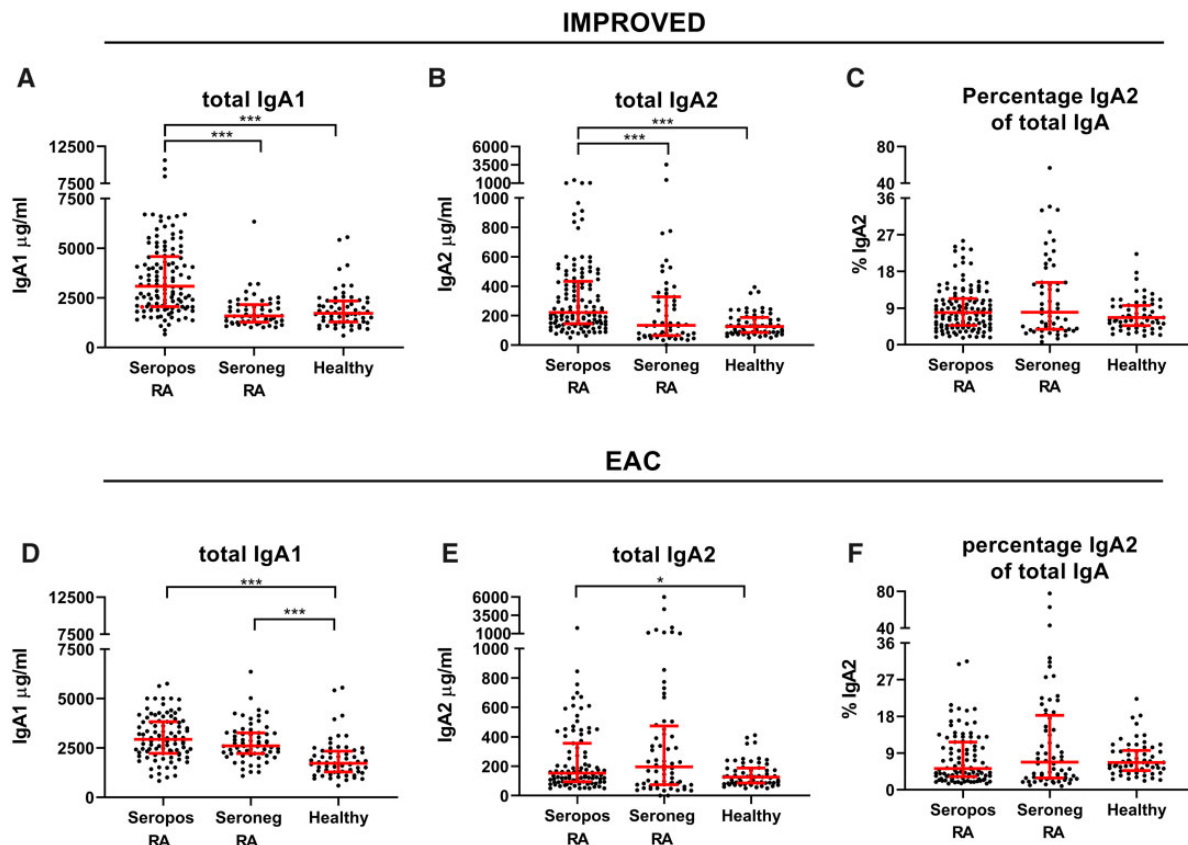 IMPROVED
A
total IgA1
***
***
12500
7500
7500
5000
2500
0
IgA1 µg/ml
Seropos
RA
Seroneg
RA
Healthy
B
total IgA2
***
***
6000
3500
1000
1000
800
600
400
200
0
IgA2 µg/ml
Seropos
RA
Seroneg
RA
Healthy
C
Percentage IgA2
of total IgA
80
40
36
27
18
9
0
% IgA2
Seropos
RA
Seroneg
RA
Healthy
EAC
D
total IgA1
***
***
12500
7500
7500
5000
2500
0
IgA1 µg/ml
Seropos
RA
Seroneg
RA
Healthy
E
total IgA2
*
6000
3500
1000
1000
800
600
400
200
0
IgA2 µg/ml
Seropos
RA
Seroneg
RA
Healthy
F
percentage IgA2
of total IgA
80
40
36
27
18
9
0
% IgA2
Seropos
RA
Seroneg
RA
Healthy